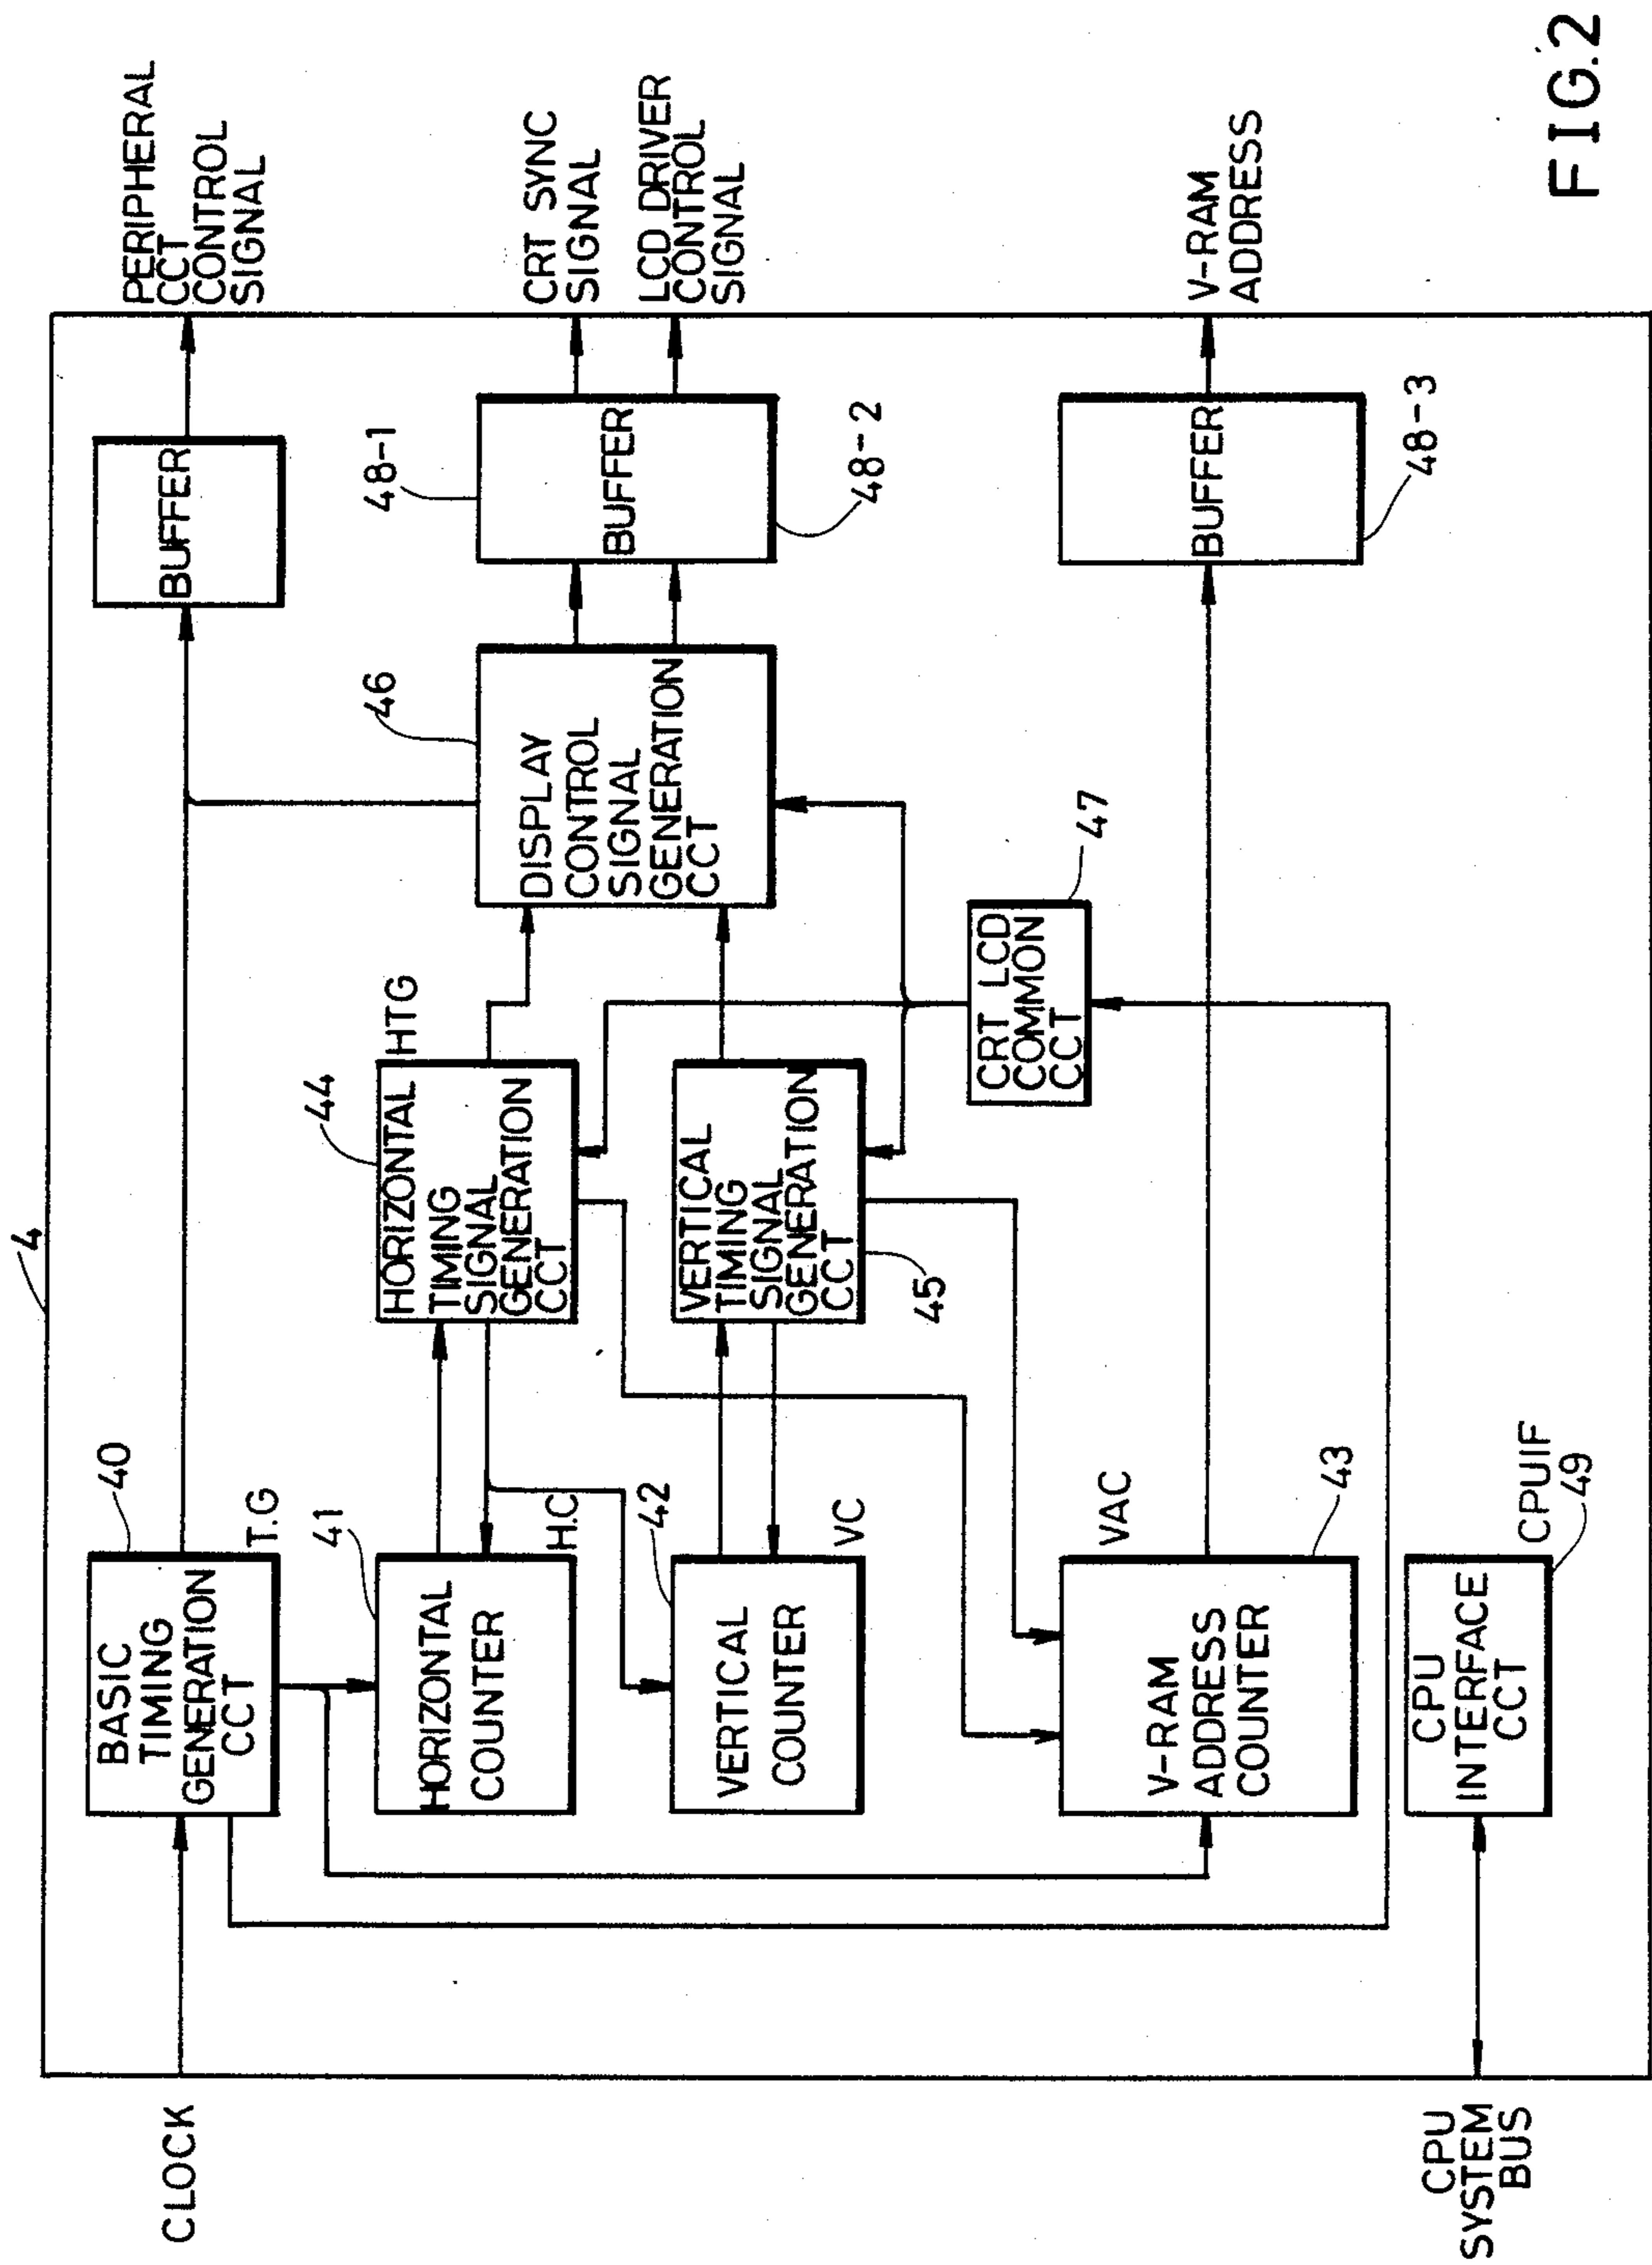 4
CLOCK
BASIC
TIMING
GENERATION
CCT
40
T.G
BUFFER
PERIPHERAL
CCT
CONTROL
SIGNAL
HORIZONTAL
COUNTER
41
H.C
HORIZONTAL
TIMING
SIGNAL
GENERATION
CCT
44
HTG
DISPLAY
CONTROL
SIGNAL
GENERATION
CCT
46
BUFFER
48-1
48-2
CRT SYNC
SIGNAL
LCD DRIVER
CONTROL
SIGNAL
VERTICAL
COUNTER
42
VC
VERTICAL
TIMING
SIGNAL
GENERATION
CCT
45
CRT LCD
COMMON
CCT
47
V-RAM
ADDRESS
COUNTER
VAC
43
BUFFER
48-3
V-RAM
ADDRESS
CPU
SYSTEM
BUS
CPU
INTERFACE
CCT
CPUIF
49
FIG.2